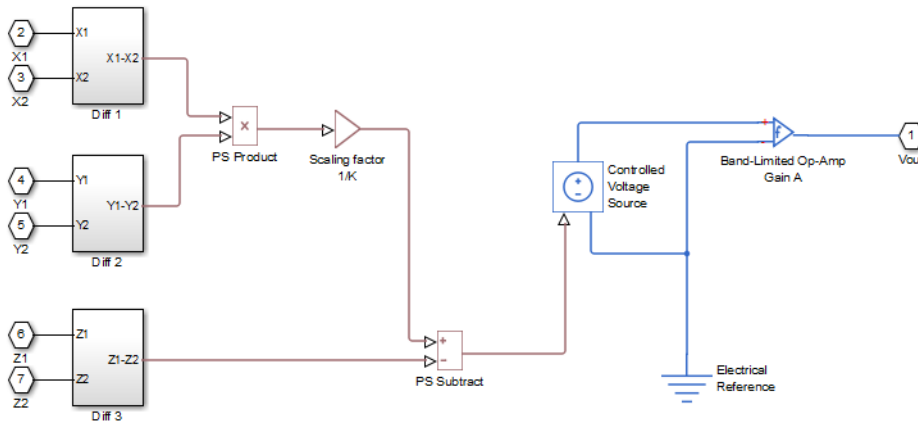 2
X1
3
X2
X1
X2
X1-X2
Diff 1
×
PS Product
Scaling factor
1/K
4
Y1
5
Y2
Y1
Y2
Y1-Y2
Diff 2
+
-
Controlled
Voltage
Source
+
-
f
Band-Limited Op-Amp
Gain A
1
Vou
6
Z1
7
Z2
Z1
Z2
Z1-Z2
Diff 3
+
-
PS Subtract
Electrical
Reference